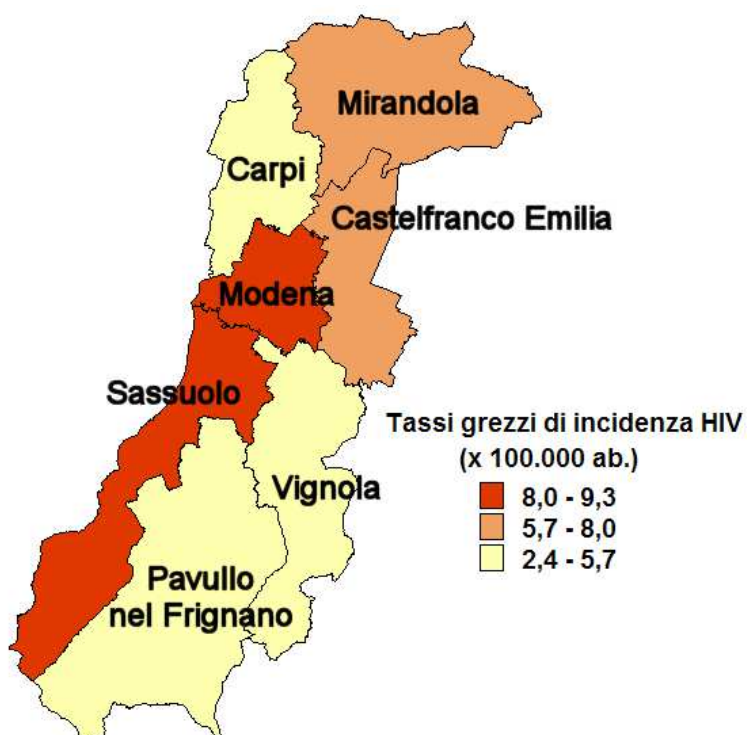 Mirandola
Carpi
Castelfranco Emilia
Modena
Sassuolo
Tassi grezzi di incidenza HIV
(x 100.000 ab.)
8,0 - 9,3
5,7 - 8,0
2,4 - 5,7
Vignola
Pavullo
nel Frignano